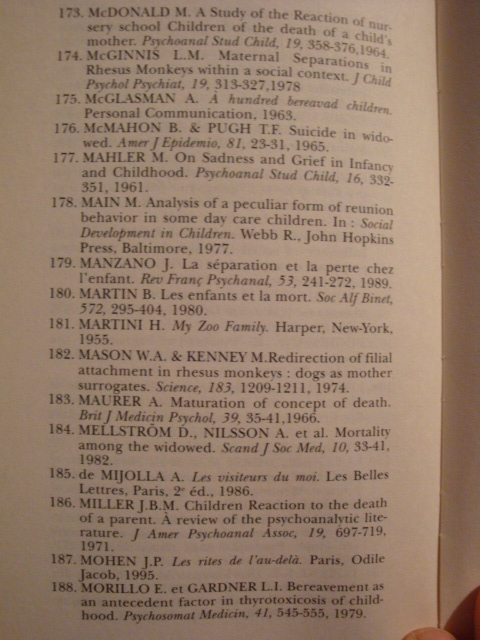 173. McDONALD M. A Study of the Reaction of nur-
sery school Children of the death of a child's
mother. Psychoanal Stud Child, 19, 358-376,1964.
174. McGINNIS L.M. Maternal Separations in
Rhesus Monkeys within a social context. J Child
Psychol Psychiat, 19, 313-327,1978
175. McGLASMAN A. À hundred bereavad children.
Personal Communication, 1963.
176. McMAHON B. & PUGH T.F. Suicide in wido-
wed. Amer J Epidemio, 81, 23-31, 1965.
177. MAHLER M. On Sadness and Grief in Infancy
and Childhood. Psychoanal Stud Child, 16, 332-
351, 1961.
178. MAIN M. Analysis of a peculiar form of reunion
behavior in some day care children. In : Social
Development in Children. Webb R., John Hopkins
Press, Baltimore, 1977.
179. MANZANO J. La séparation et la perte chez
l'enfant. Rev Franç Psychanal, 53, 241-272, 1989.
180. MARTIN B. Les enfants et la mort. Soc Alf Binet,
572, 295-404, 1980.
181. MARTINI H. My Zoo Family. Harper, New-York,
1955.
182. MASON W.A. & KENNEY M.Redirection of filial
attachment in rhesus monkeys : dogs as mother
surrogates. Science, 183, 1209-1211, 1974.
183. MAURER A. Maturation of concept of death.
Brit J Medicin Psychol, 39, 35-41,1966.
184. MELLSTRÖM D., NILSSON A. et al. Mortality
among the widowed. Scand J Soc Med, 10, 33-41,
1982.
185. de MIJOLLA A. Les visiteurs du moi. Les Belles
Lettres, Paris, 2e éd., 1986.
186. MILLER J.B.M. Children Reaction to the death
of a parent. À review of the psychoanalytic lite-
rature. J Amer Psychoanal Assoc, 19, 697-719,
1971.
187. MOHEN J.P. Les rites de l'au-delà. Paris, Odile
Jacob, 1995.
188. MORILLO E. et GARDNER L.I. Bereavement as
an antecedent factor in thyrotoxicosis of child-
hood. Psychosomat Medicin, 41, 545-555, 1979.